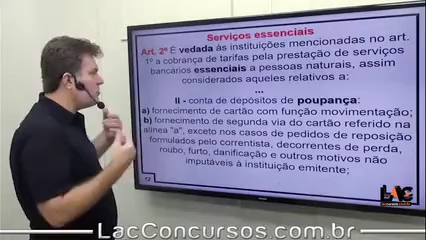 Serviços essenciais
Art. 2º É vedada às instituições mencionadas no art.
1º a cobrança de tarifas pela prestação de serviços
bancários essenciais a pessoas naturais, assim
considerados aqueles relativos a:
...
II - conta de depósitos de poupança:
a) fornecimento de cartão com função movimentação;
b) fornecimento de segunda via do cartão referido na
alínea "a", exceto nos casos de pedidos de reposição
formulados pelo correntista, decorrentes de perda,
roubo, furto, danificação e outros motivos não
imputáveis à instituição emitente;
12
LAC
LacConcursos.com.br